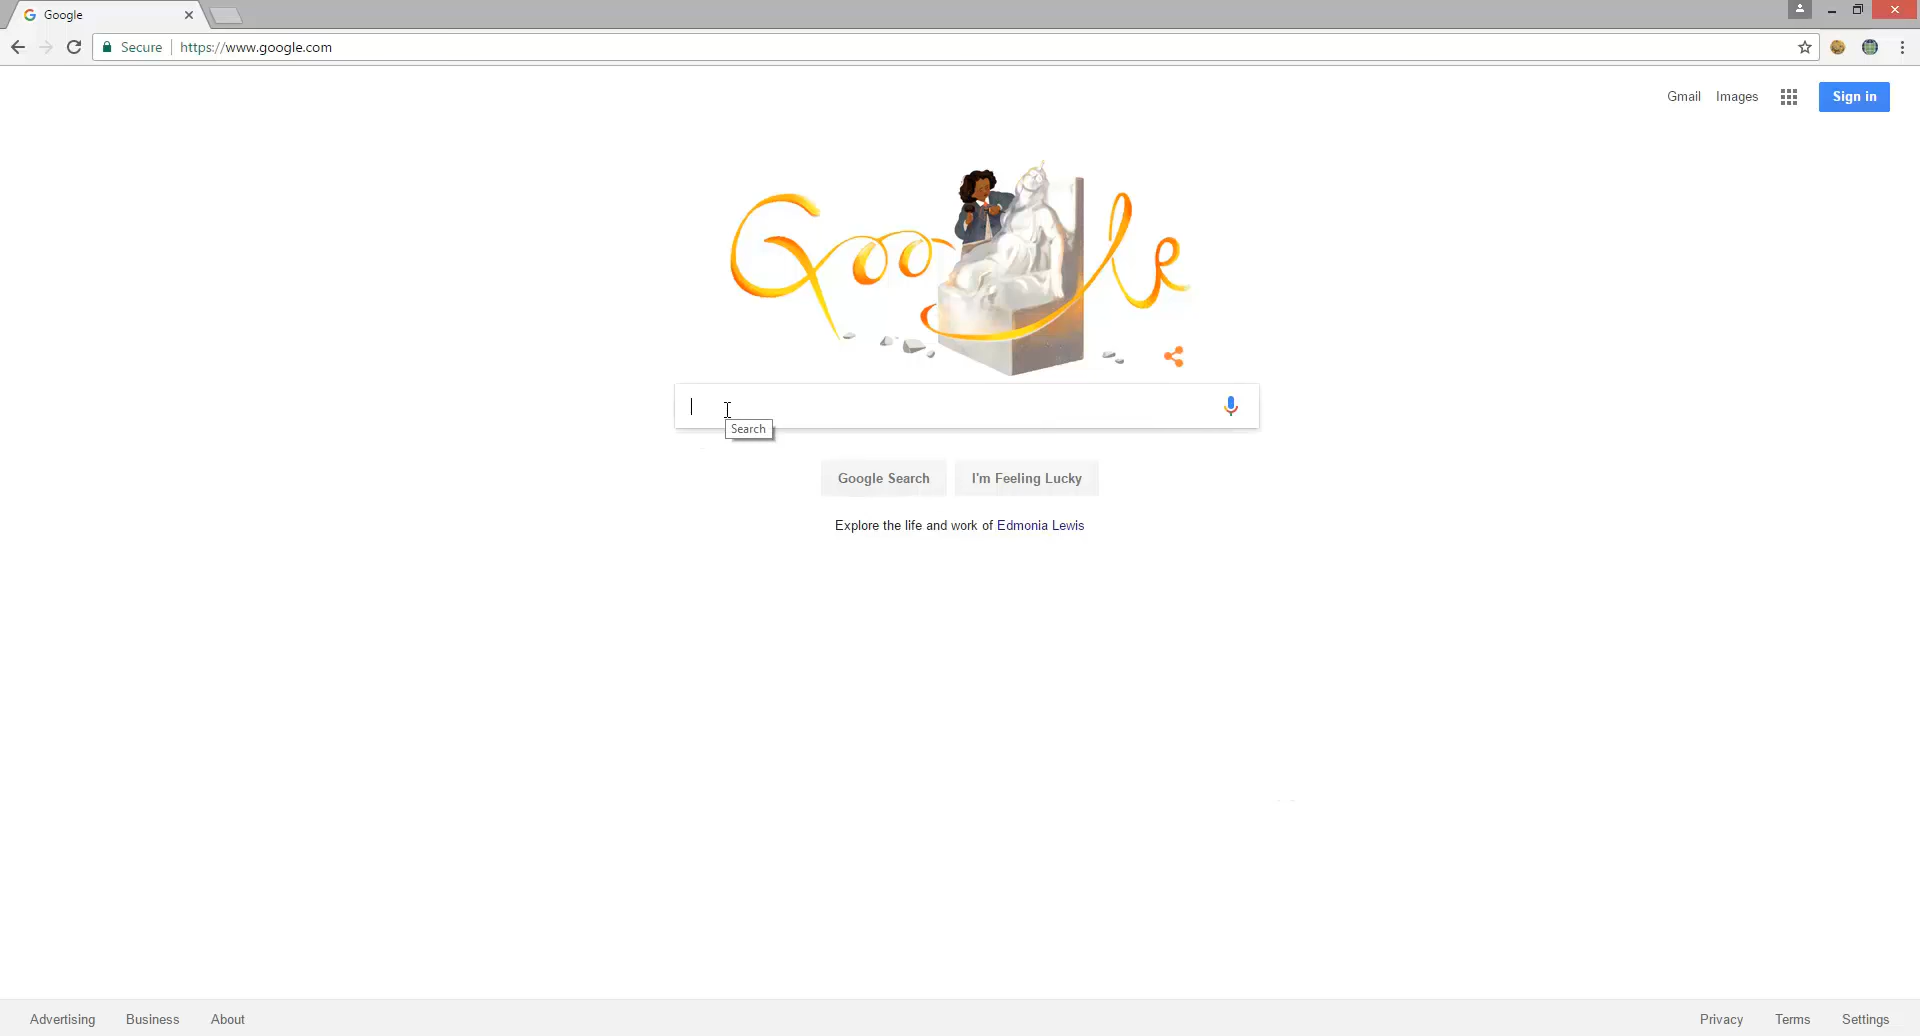 Google
Secure https://www.google.com
Gmail Images Sign in
Google
Search
Google Search I'm Feeling Lucky
Explore the life and work of Edmonia Lewis
Advertising Business About Privacy Terms Settings